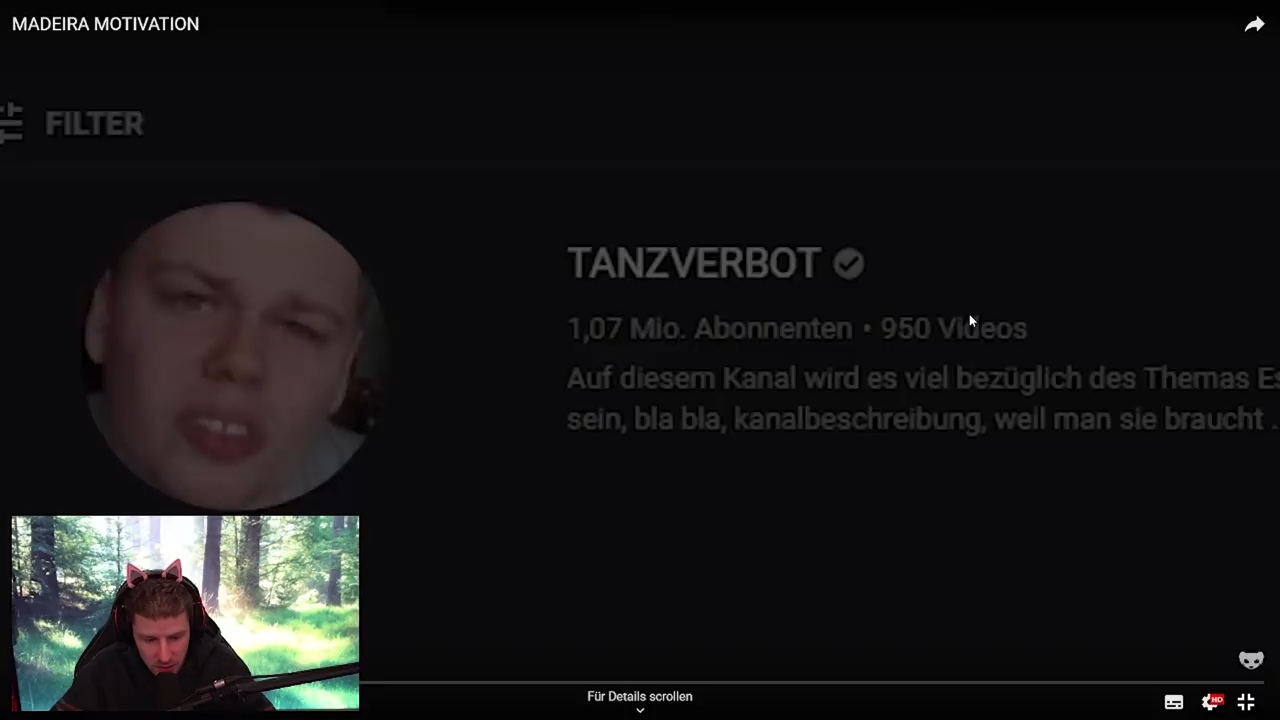 MADEIRA MOTIVATION
FILTER
TANZVERBOT
1,07 Mio. Abonnenten • 950 Videos
Auf diesem Kanal wird es viel bezüglich des Themas
sein, bla bla, kanalbeschreibung, weil man sie braucht .
Für Details scrollen
HD